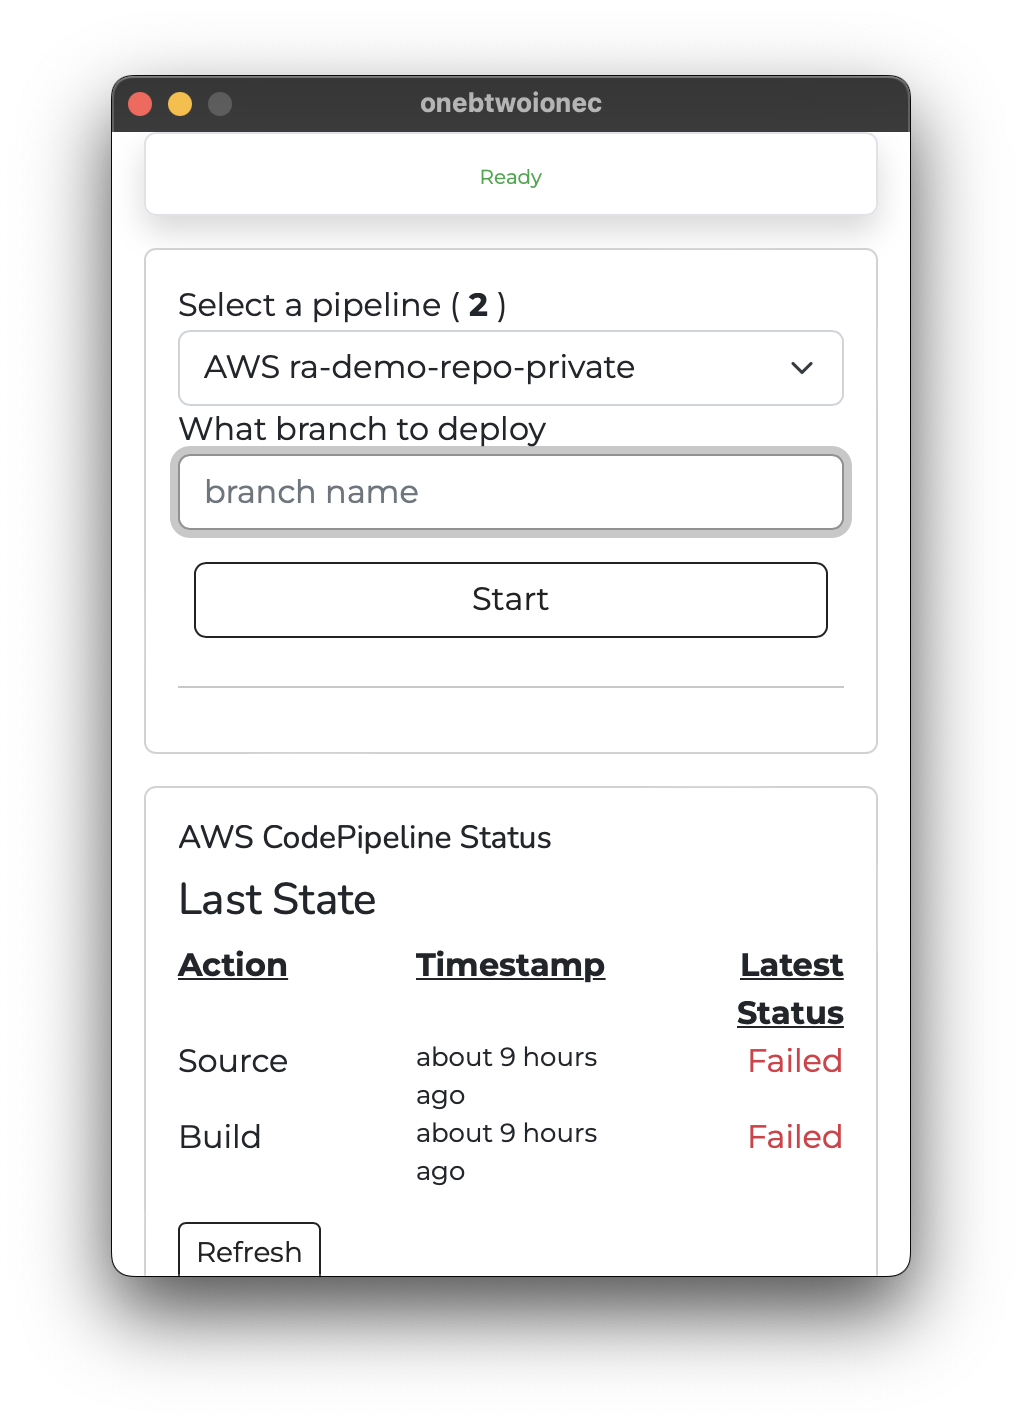 onebtwoionec
Ready
Select a pipeline ( 2 )
AWS ra-demo-repo-private
What branch to deploy
branch name
Start
AWS CodePipeline Status
Last State
Action Timestamp Latest
Status
Source about 9 hours Failed
ago
Build about 9 hours Failed
ago
Refresh